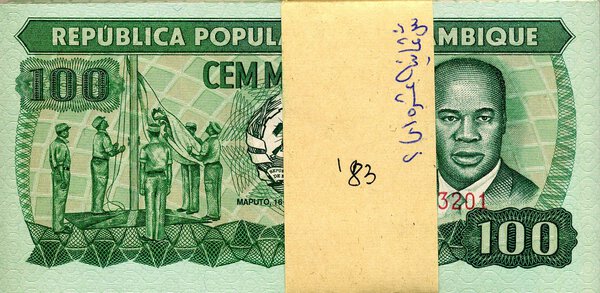 REPÚBLICA POPULA
AMBIQUE
100
CEM M
MAPUTO, 16
'83
3201
100